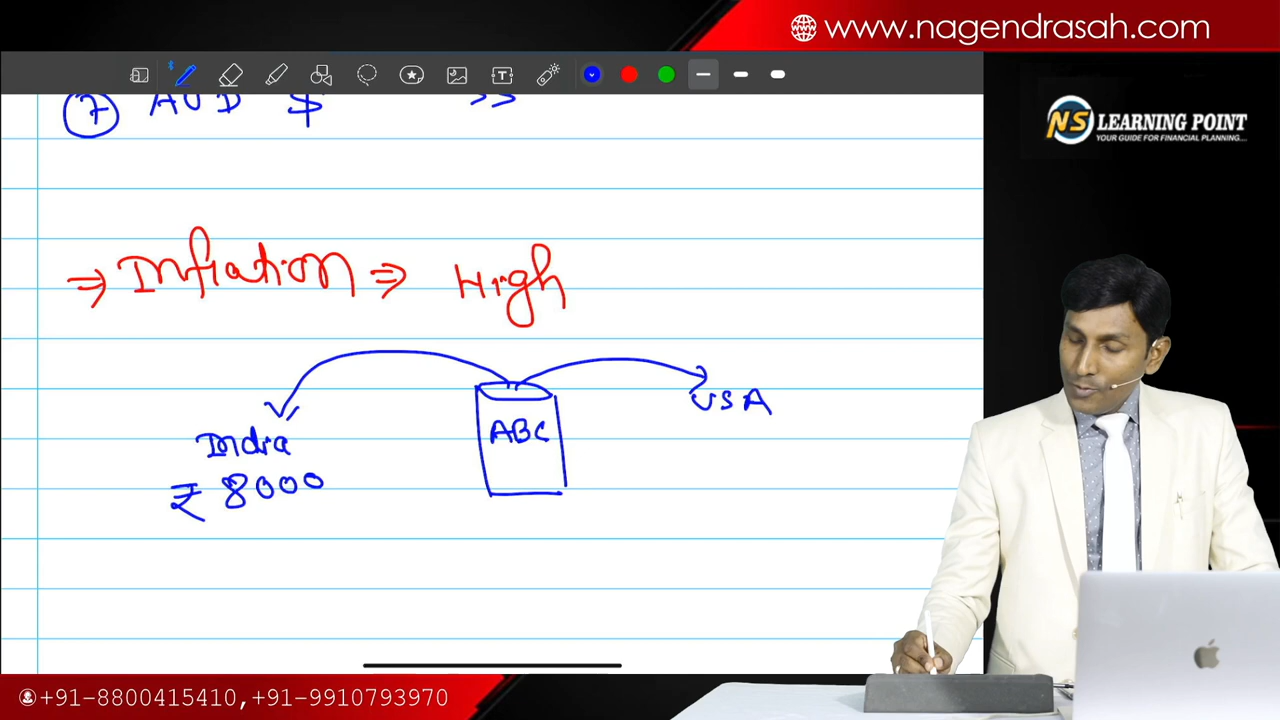 www.nagendrasah.com
7 AUD $ >>
NS LEARNING POINT
YOUR GUIDE FOR FINANCIAL PLANNING....
⇒ Inflation ⇒ High
USA
ABC
India
₹ 8000
+91-8800415410,+91-9910793970